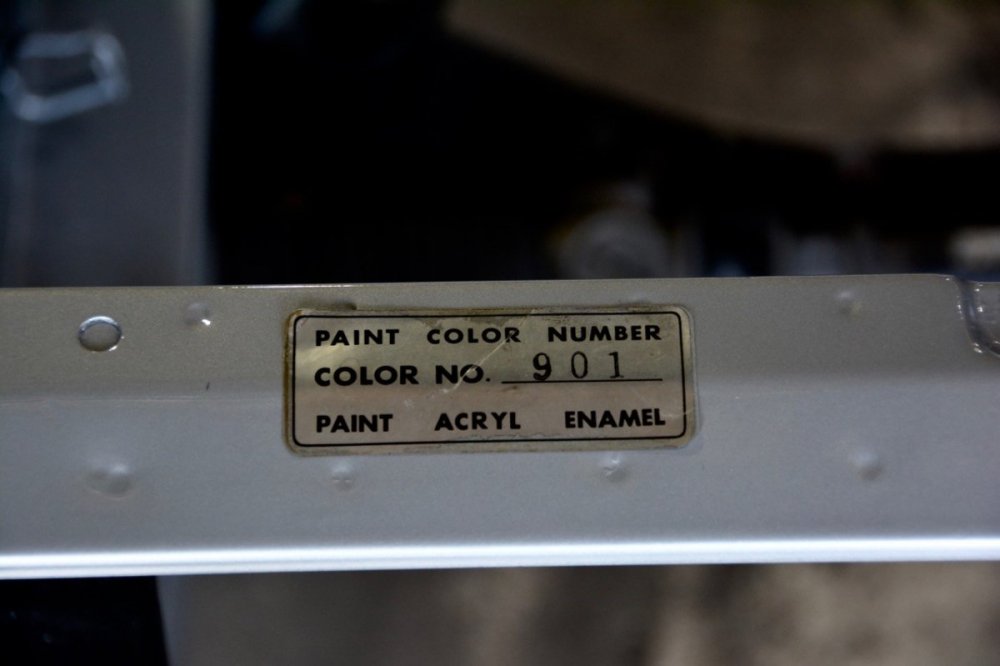 PAINT COLOR NUMBER
COLOR NO. 901
PAINT ACRYL ENAMEL